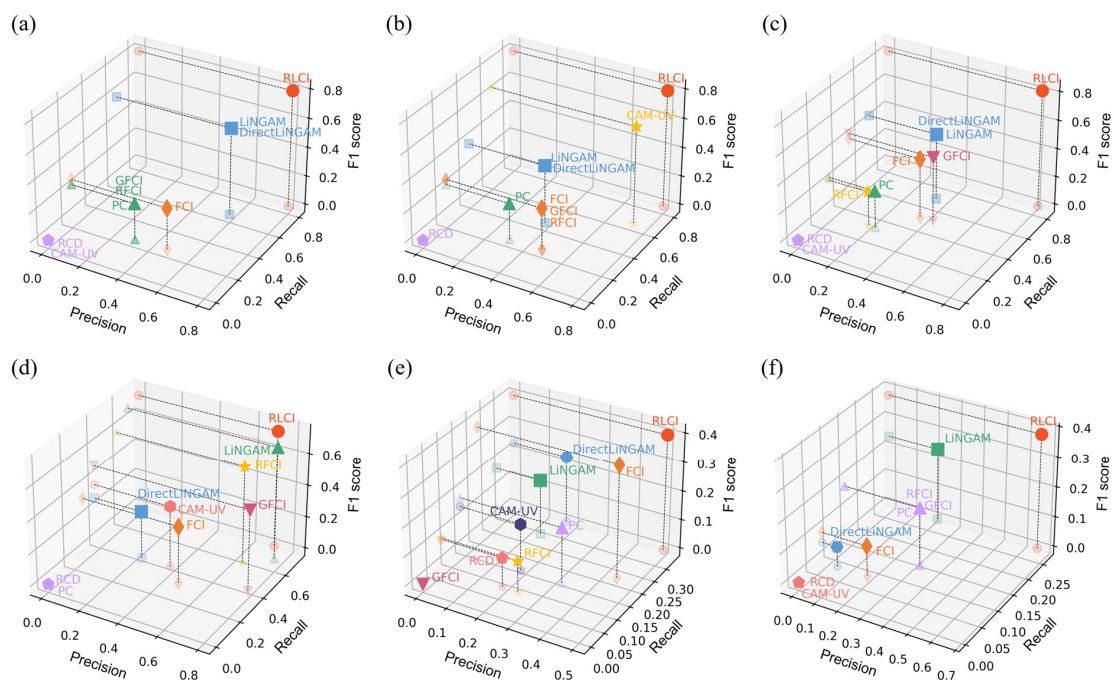 (a)
RLCI
LiNGAM
DirectLiNGAM
GFCI
RFCI
PC
FCI
RCD
CAM-UV
0.0
0.2
0.4
0.6
0.8
Precision
0.0
0.2
0.4
0.6
0.8
Recall
0.0
0.2
0.4
0.6
0.8
F1 score
(b)
RLCI
CAM-UV
LiNGAM
DirectLiNGAM
PC
FCI
GFCI
RFCI
RCD
0.0
0.2
0.4
0.6
0.8
Precision
0.0
0.2
0.4
0.6
0.8
Recall
0.0
0.2
0.4
0.6
0.8
F1 score
(c)
RLCI
DirectLiNGAM
LiNGAM
FCI
GFCI
RFCI
PC
RCD
CAM-UV
0.0
0.2
0.4
0.6
0.8
Precision
0.0
0.2
0.4
0.6
0.8
Recall
0.0
0.2
0.4
0.6
0.8
F1 score
(d)
RLCI
LiNGAM
RFCI
DirectLiNGAM
CAM-UV
GFCI
FCI
RCD
PC
0.0
0.2
0.4
0.6
0.8
Precision
0.0
0.2
0.4
0.6
Recall
0.0
0.2
0.4
0.6
F1 score
(e)
RLCI
DirectLiNGAM
FCI
LiNGAM
CAM-UV
PC
RCD
RFCI
GFCI
0.0
0.1
0.2
0.3
0.4
0.5
Precision
0.00
0.05
0.10
0.15
0.20
0.25
0.30
Recall
0.0
0.1
0.2
0.3
0.4
F1 score
(f)
RLCI
LiNGAM
RFCI
GFCI
PC
DirectLiNGAM
FCI
RCD
CAM-UV
0.0
0.1
0.2
0.3
0.4
0.5
0.6
0.7
Precision
0.00
0.05
0.10
0.15
0.20
0.25
Recall
0.0
0.1
0.2
0.3
0.4
F1 score